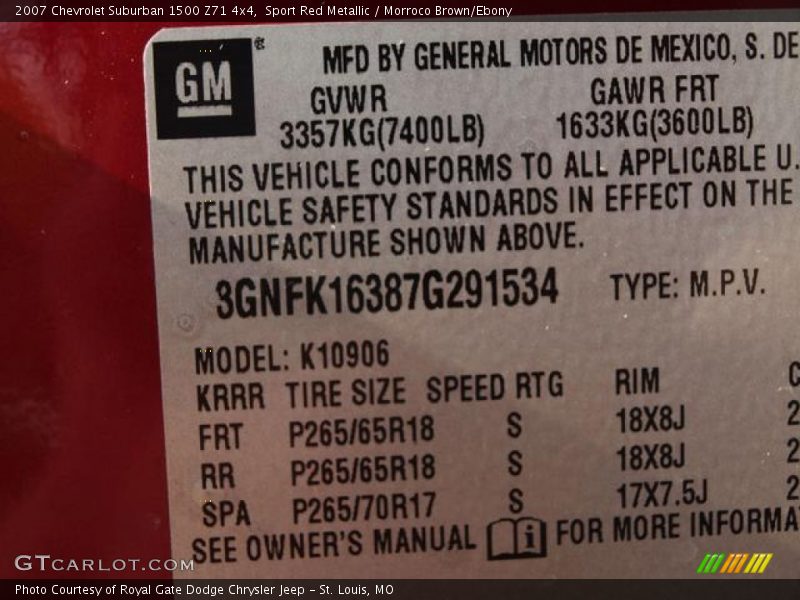 2007 Chevrolet Suburban 1500 Z71 4x4, Sport Red Metallic / Morroco Brown/Ebony
GM
MFD BY GENERAL MOTORS DE MEXICO, S. DE
GVWR GAWR FRT
3357KG(7400LB) 1633KG(3600LB)
THIS VEHICLE CONFORMS TO ALL APPLICABLE U.
VEHICLE SAFETY STANDARDS IN EFFECT ON THE
MANUFACTURE SHOWN ABOVE.
3GNFK16387G291534 TYPE: M.P.V.
MODEL: K10906
KRRR TIRE SIZE SPEED RTG RIM C
FRT P265/65R18 S 18X8J 2
RR P265/65R18 S 18X8J 2
SPA P265/70R17 S 17X7.5J 2
SEE OWNER'S MANUAL i FOR MORE INFORMA
GTCARLOT.COM
Photo Courtesy of Royal Gate Dodge Chrysler Jeep - St. Louis, MO